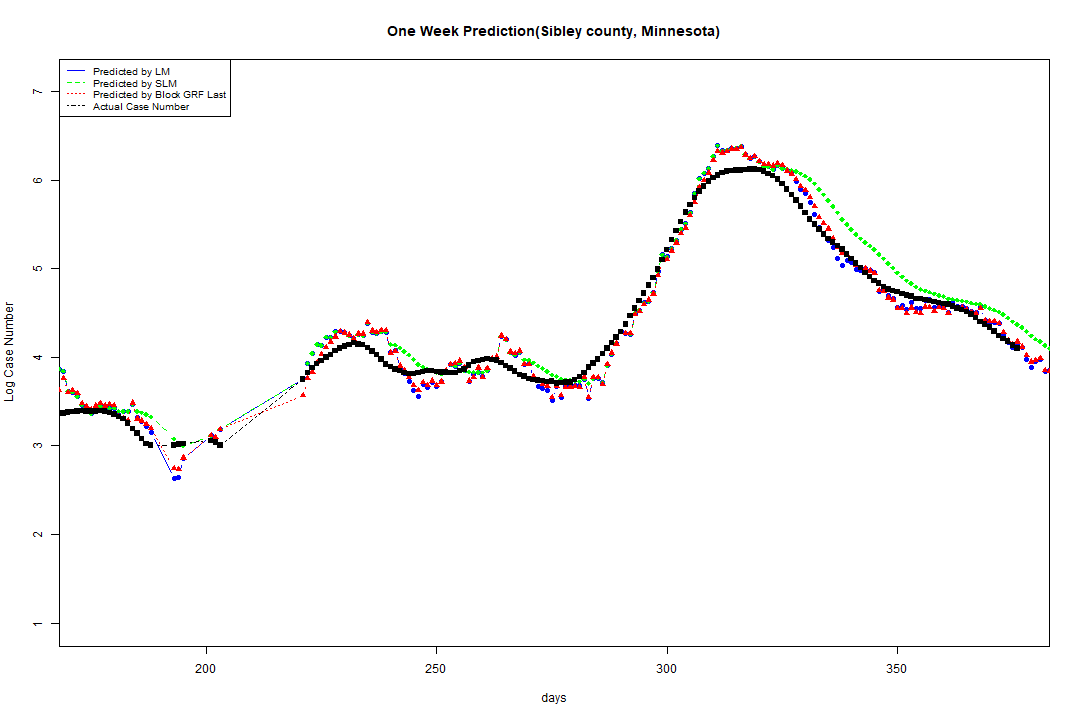 One Week Prediction(Sibley county, Minnesota)
Predicted by LM
Predicted by SLM
Predicted by Block GRF Last
Actual Case Number
Log Case Number
7
6
5
4
3
2
1
200
250
300
350
days